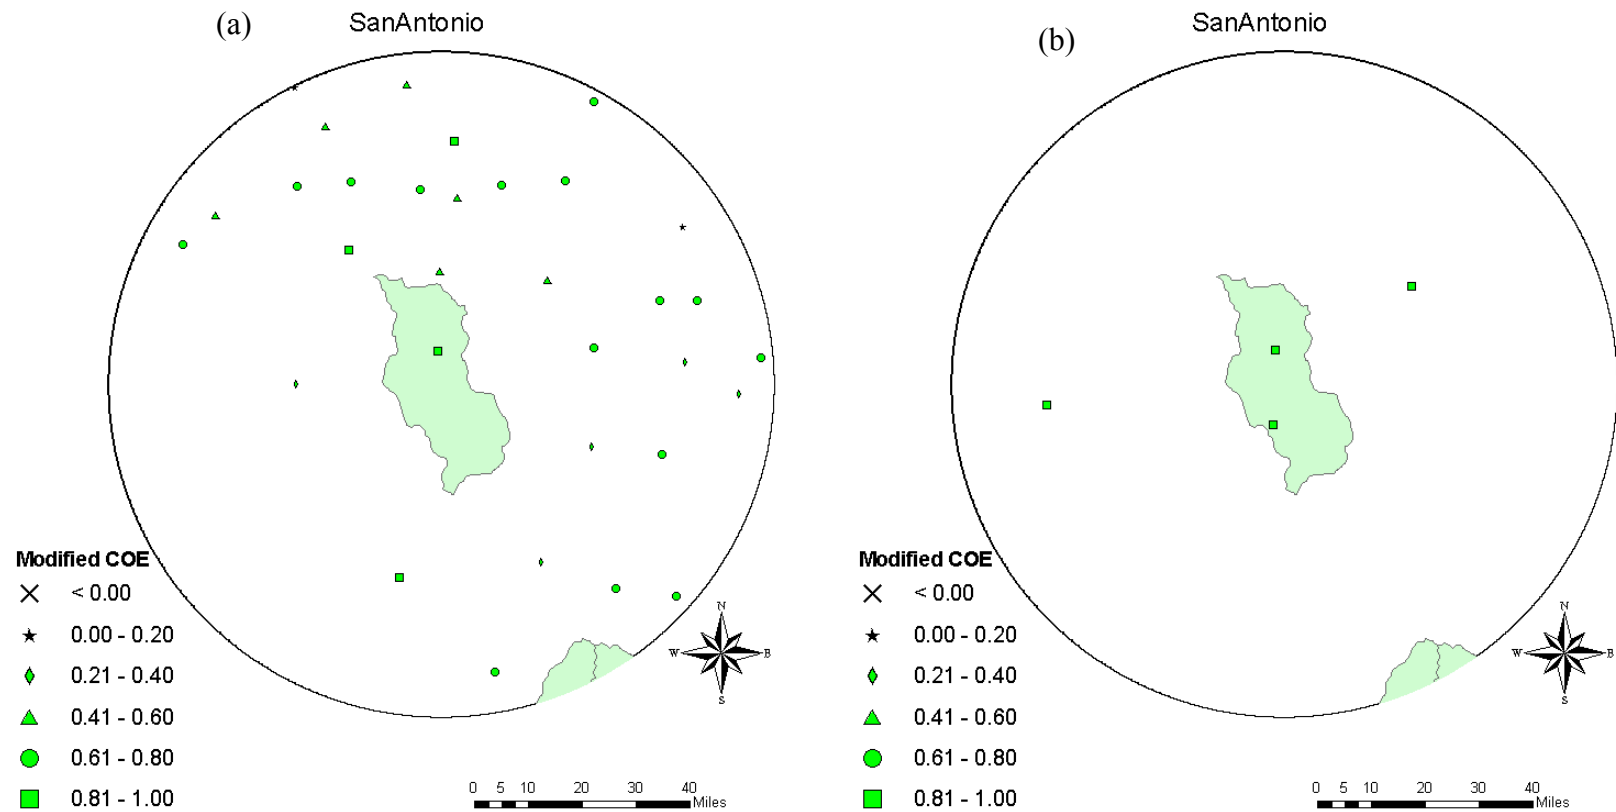 (a)
SanAntonio
Modified COE
< 0.00
0.00 - 0.20
0.21 - 0.40
0.41 - 0.60
0.61 - 0.80
0.81 - 1.00
N
W
E
S
0 5 10 20 30 40
Miles
(b)
SanAntonio
Modified COE
< 0.00
0.00 - 0.20
0.21 - 0.40
0.41 - 0.60
0.61 - 0.80
0.81 - 1.00
N
W
E
S
0 5 10 20 30 40
Miles